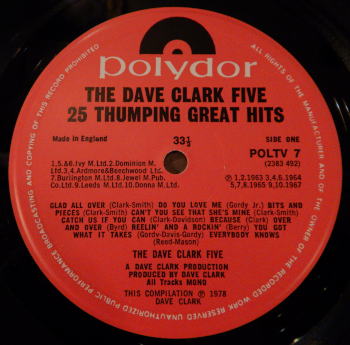 polydor
THE DAVE CLARK FIVE
25 THUMPING GREAT HITS
Made in England
33⅓
SIDE ONE
POLTV 7
(2383 492)
1,5.&6.Ivy M.Ltd.2.Dominion M.
Ltd.3,4.Ardmore&Beechwood Ltd.
7.Burlington M.Ltd.8.Jewel M.Pub.
Co.Ltd.9.Leeds M.Ltd.10.Donna M.Ltd.
Ⓟ 1,2.1963 3,4,6.1964
5,7,8.1965 9,10.1967
GLAD ALL OVER (Clark-Smith) DO YOU LOVE ME (Gordy Jr.) BITS AND
PIECES (Clark-Smith) CAN'T YOU SEE THAT SHE'S MINE (Clark-Smith)
CATCH US IF YOU CAN (Clark-Davidson) BECAUSE (Clark) OVER
AND OVER (Byrd) REELIN' AND A ROCKIN' (Berry) YOU GOT
WHAT IT TAKES (Gordy-Davis-Gordy) EVERYBODY KNOWS
(Reed-Mason)
THE DAVE CLARK FIVE
A DAVE CLARK PRODUCTION
PRODUCED BY DAVE CLARK
All Tracks MONO
THIS COMPILATION Ⓟ 1978
DAVE CLARK
ALL RIGHTS OF THE MANUFACTURER AND OF THE OWNER OF THE RECORDED WORK RESERVED UNAUTHORISED PUBLIC PERFORMANCE BROADCASTING AND COPYING OF THIS RECORD PROHIBITED